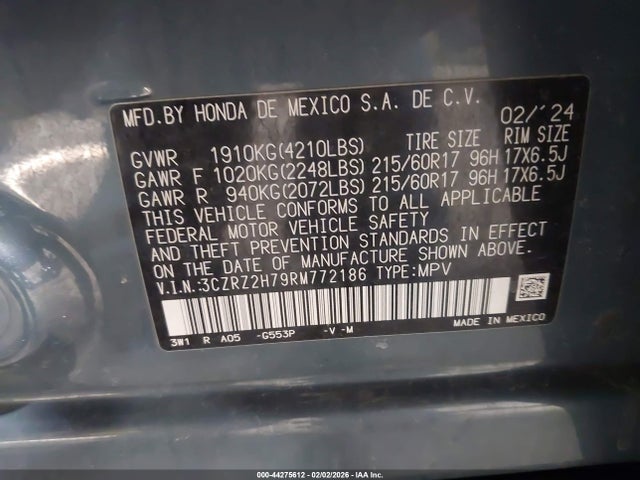 MFD.BY HONDA DE MEXICO S.A. DE C.V.
02/'24
TIRE SIZE RIM SIZE
GVWR 1910KG(4210LBS)
GAWR F 1020KG(2248LBS) 215/60R17 96H 17X6.5J
GAWR R 940KG(2072LBS) 215/60R17 96H 17X6.5J
THIS VEHICLE CONFORMS TO ALL APPLICABLE
FEDERAL MOTOR VEHICLE SAFETY
AND THEFT PREVENTION STANDARDS IN EFFECT
ON THE DATE OF MANUFACTURE SHOWN ABOVE.
V.I.N:3CZRZ2H79RM772186 TYPE:MPV
3W1 R A05 -G553P -V -M
MADE IN MEXICO
000-44275612 - 02/02/2026 - IAA Inc.